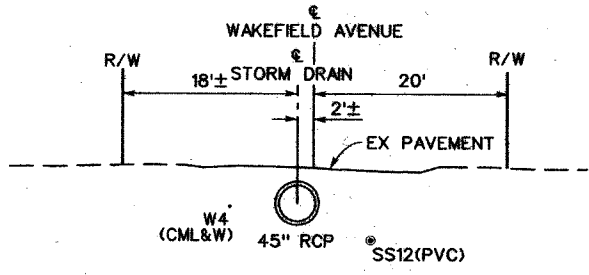 ℄
WAKEFIELD AVENUE
℄
R/W
STORM DRAIN
R/W
18'±
20'
2'±
EX PAVEMENT
W4
(CML&W)
45" RCP
SS12(PVC)